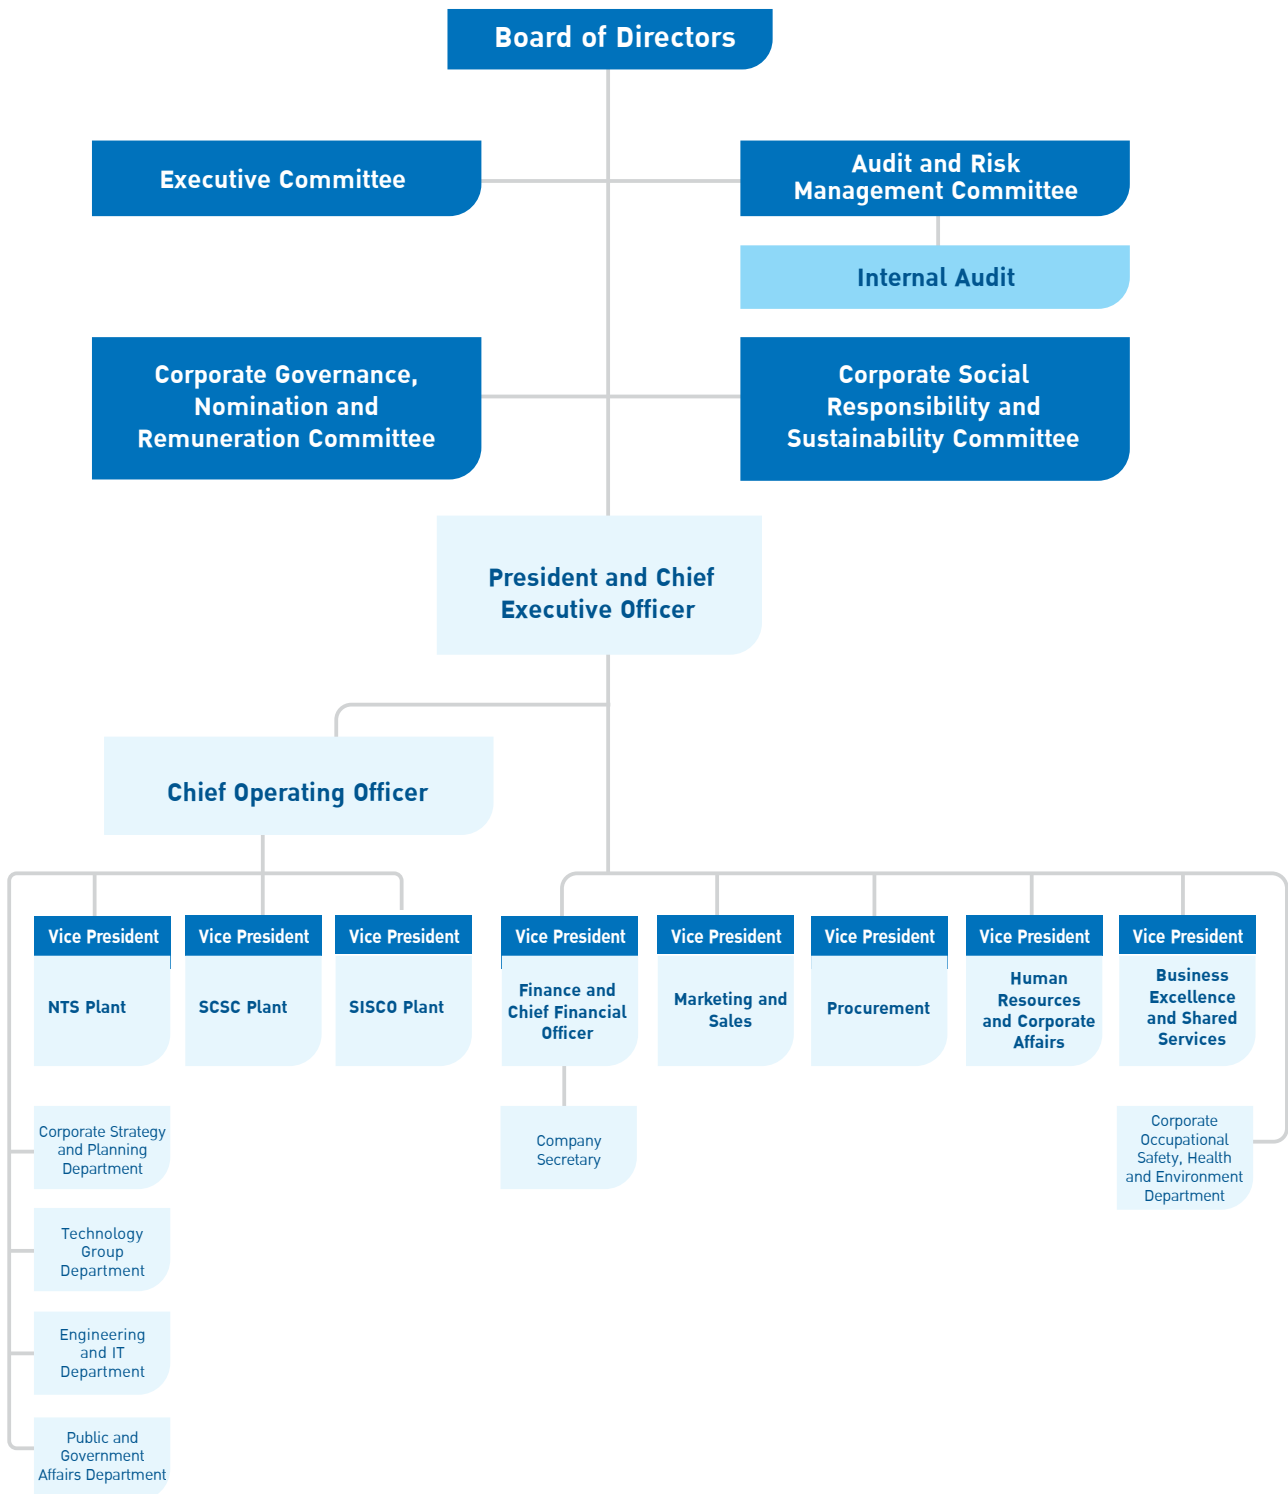 Board of Directors
Executive Committee
Audit and Risk
Management Committee
Internal Audit
Corporate Governance,
Nomination and
Remuneration Committee
Corporate Social
Responsibility and
Sustainability Committee
President and Chief
Executive Officer
Chief Operating Officer
Vice President
NTS Plant
Vice President
SCSC Plant
Vice President
SISCO Plant
Vice President
Finance and
Chief Financial
Officer
Vice President
Marketing and
Sales
Vice President
Procurement
Vice President
Human
Resources
and Corporate
Affairs
Vice President
Business
Excellence
and Shared
Services
Corporate Strategy
and Planning
Department
Company
Secretary
Corporate
Occupational
Safety, Health
and Environment
Department
Technology
Group
Department
Engineering
and IT
Department
Public and
Government
Affairs Department